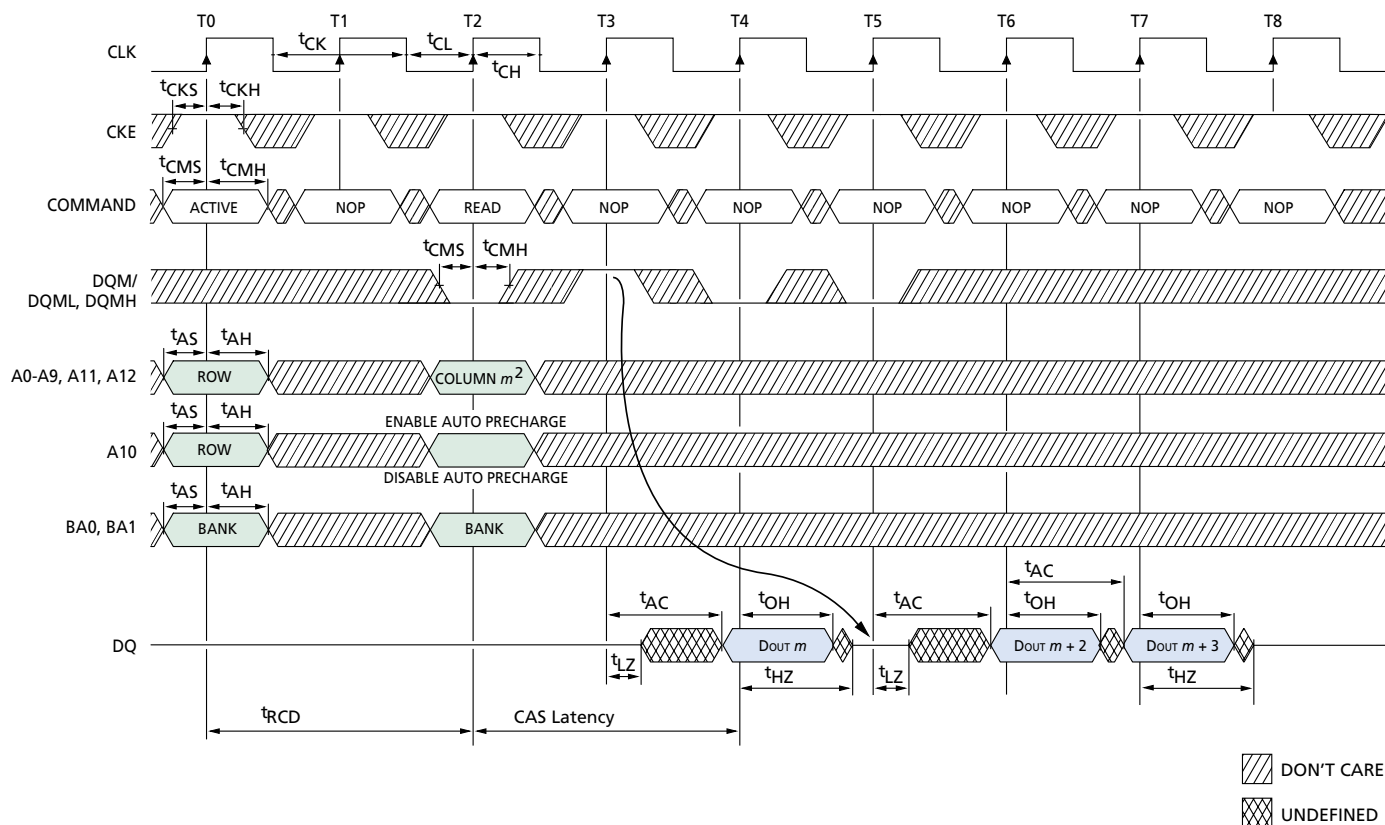 T0 T1 T2 T3 T4 T5 T6 T7 T8
CLK
tCK tCL
tCH
tCKS tCKH
CKE
tCMS tCMH
COMMAND ACTIVE NOP READ NOP NOP NOP NOP NOP NOP
tCMS tCMH
DQM/
DQML, DQMH
tAS tAH
A0-A9, A11, A12 ROW COLUMN m2
tAS tAH ENABLE AUTO PRECHARGE
A10 ROW
DISABLE AUTO PRECHARGE
tAS tAH
BA0, BA1 BANK BANK
tAC
tAC tOH tAC tOH tOH
DQ DOUT m DOUT m + 2 DOUT m + 3
tLZ tHZ tLZ tHZ
tRCD CAS Latency
DON'T CARE
UNDEFINED